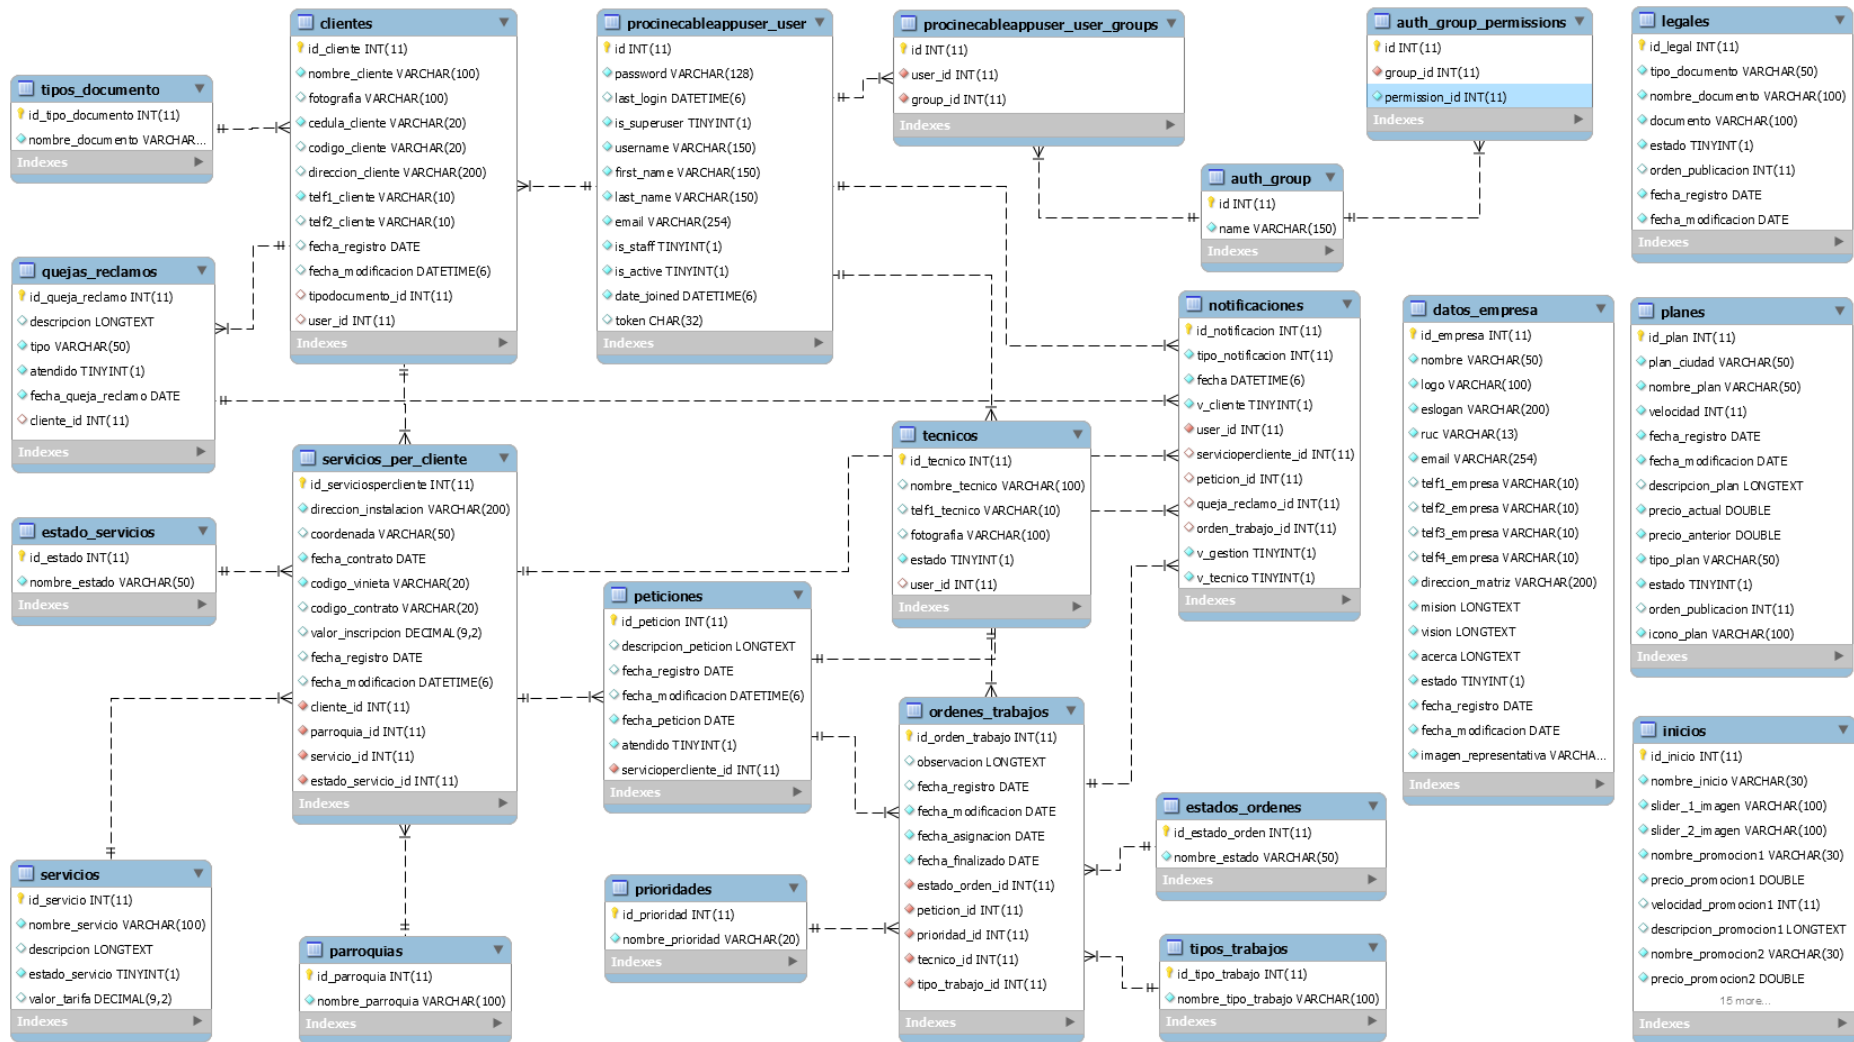 tipos_documento
id_tipo_documento INT(11)
nombre_documento VARCHAR...
Indexes
quejas_reclamos
id_queja_reclamo INT(11)
descripcion LONGTEXT
tipo VARCHAR(50)
atendido TINYINT(1)
fecha_queja_reclamo DATE
cliente_id INT(11)
Indexes
estado_servicios
id_estado INT(11)
nombre_estado VARCHAR(50)
Indexes
servicios
id_servicio INT(11)
nombre_servicio VARCHAR(100)
descripcion LONGTEXT
estado_servicio TINYINT(1)
valor_tarifa DECIMAL(9,2)
Indexes
clientes
id_cliente INT(11)
nombre_cliente VARCHAR(100)
fotografia VARCHAR(100)
cedula_cliente VARCHAR(20)
codigo_cliente VARCHAR(20)
direccion_cliente VARCHAR(200)
telf1_cliente VARCHAR(10)
telf2_cliente VARCHAR(10)
fecha_registro DATE
fecha_modificacion DATETIME(6)
tipodocumento_id INT(11)
user_id INT(11)
Indexes
servicios_per_cliente
id_serviciospercliente INT(11)
direccion_instalacion VARCHAR(200)
coordenada VARCHAR(50)
fecha_contrato DATE
codigo_vinieta VARCHAR(20)
codigo_contrato VARCHAR(20)
valor_inscripcion DECIMAL(9,2)
fecha_registro DATE
fecha_modificacion DATETIME(6)
cliente_id INT(11)
parroquia_id INT(11)
servicio_id INT(11)
estado_servicio_id INT(11)
Indexes
parroquias
id_parroquia INT(11)
nombre_parroquia VARCHAR(100)
Indexes
procinecableappuser_user
id INT(11)
password VARCHAR(128)
last_login DATETIME(6)
is_superuser TINYINT(1)
username VARCHAR(150)
first_name VARCHAR(150)
last_name VARCHAR(150)
email VARCHAR(254)
is_staff TINYINT(1)
is_active TINYINT(1)
date_joined DATETIME(6)
token CHAR(32)
Indexes
peticiones
id_peticion INT(11)
descripcion_peticion LONGTEXT
fecha_registro DATE
fecha_modificacion DATETIME(6)
fecha_peticion DATE
atendido TINYINT(1)
serviciopercliente_id INT(11)
Indexes
prioridades
id_prioridad INT(11)
nombre_prioridad VARCHAR(20)
Indexes
procinecableappuser_user_groups
id INT(11)
user_id INT(11)
group_id INT(11)
Indexes
tecnicos
id_tecnico INT(11)
nombre_tecnico VARCHAR(100)
telf1_tecnico VARCHAR(10)
fotografia VARCHAR(100)
estado TINYINT(1)
user_id INT(11)
Indexes
ordenes_trabajos
id_orden_trabajo INT(11)
observacion LONGTEXT
fecha_registro DATE
fecha_modificacion DATE
fecha_asignacion DATE
fecha_finalizado DATE
estado_orden_id INT(11)
peticion_id INT(11)
prioridad_id INT(11)
tecnico_id INT(11)
tipo_trabajo_id INT(11)
Indexes
auth_group_permissions
id INT(11)
group_id INT(11)
permission_id INT(11)
Indexes
auth_group
id INT(11)
name VARCHAR(150)
Indexes
notificaciones
id_notificacion INT(11)
tipo_notificacion INT(11)
fecha DATETIME(6)
v_cliente TINYINT(1)
user_id INT(11)
serviciopercliente_id INT(11)
peticion_id INT(11)
queja_reclamo_id INT(11)
orden_trabajo_id INT(11)
v_gestion TINYINT(1)
v_tecnico TINYINT(1)
Indexes
estados_ordenes
id_estado_orden INT(11)
nombre_estado VARCHAR(50)
Indexes
tipos_trabajos
id_tipo_trabajo INT(11)
nombre_tipo_trabajo VARCHAR(100)
Indexes
datos_empresa
id_empresa INT(11)
nombre VARCHAR(50)
logo VARCHAR(100)
eslogan VARCHAR(200)
ruc VARCHAR(13)
email VARCHAR(254)
telf1_empresa VARCHAR(10)
telf2_empresa VARCHAR(10)
telf3_empresa VARCHAR(10)
telf4_empresa VARCHAR(10)
direccion_matriz VARCHAR(200)
mision LONGTEXT
vision LONGTEXT
acerca LONGTEXT
estado TINYINT(1)
fecha_registro DATE
fecha_modificacion DATE
imagen_representativa VARCHA...
Indexes
legales
id_legal INT(11)
tipo_documento VARCHAR(50)
nombre_documento VARCHAR(100)
documento VARCHAR(100)
estado TINYINT(1)
orden_publicacion INT(11)
fecha_registro DATE
fecha_modificacion DATE
Indexes
planes
id_plan INT(11)
plan_ciudad VARCHAR(50)
nombre_plan VARCHAR(50)
velocidad INT(11)
fecha_registro DATE
fecha_modificacion DATE
descripcion_plan LONGTEXT
precio_actual DOUBLE
precio_anterior DOUBLE
tipo_plan VARCHAR(50)
estado TINYINT(1)
orden_publicacion INT(11)
icono_plan VARCHAR(100)
Indexes
inicios
id_inicio INT(11)
nombre_inicio VARCHAR(30)
slider_1_imagen VARCHAR(100)
slider_2_imagen VARCHAR(100)
nombre_promocion1 VARCHAR(30)
precio_promocion1 DOUBLE
velocidad_promocion1 INT(11)
descripcion_promocion1 LONGTEXT
nombre_promocion2 VARCHAR(30)
precio_promocion2 DOUBLE
15 more...
Indexes